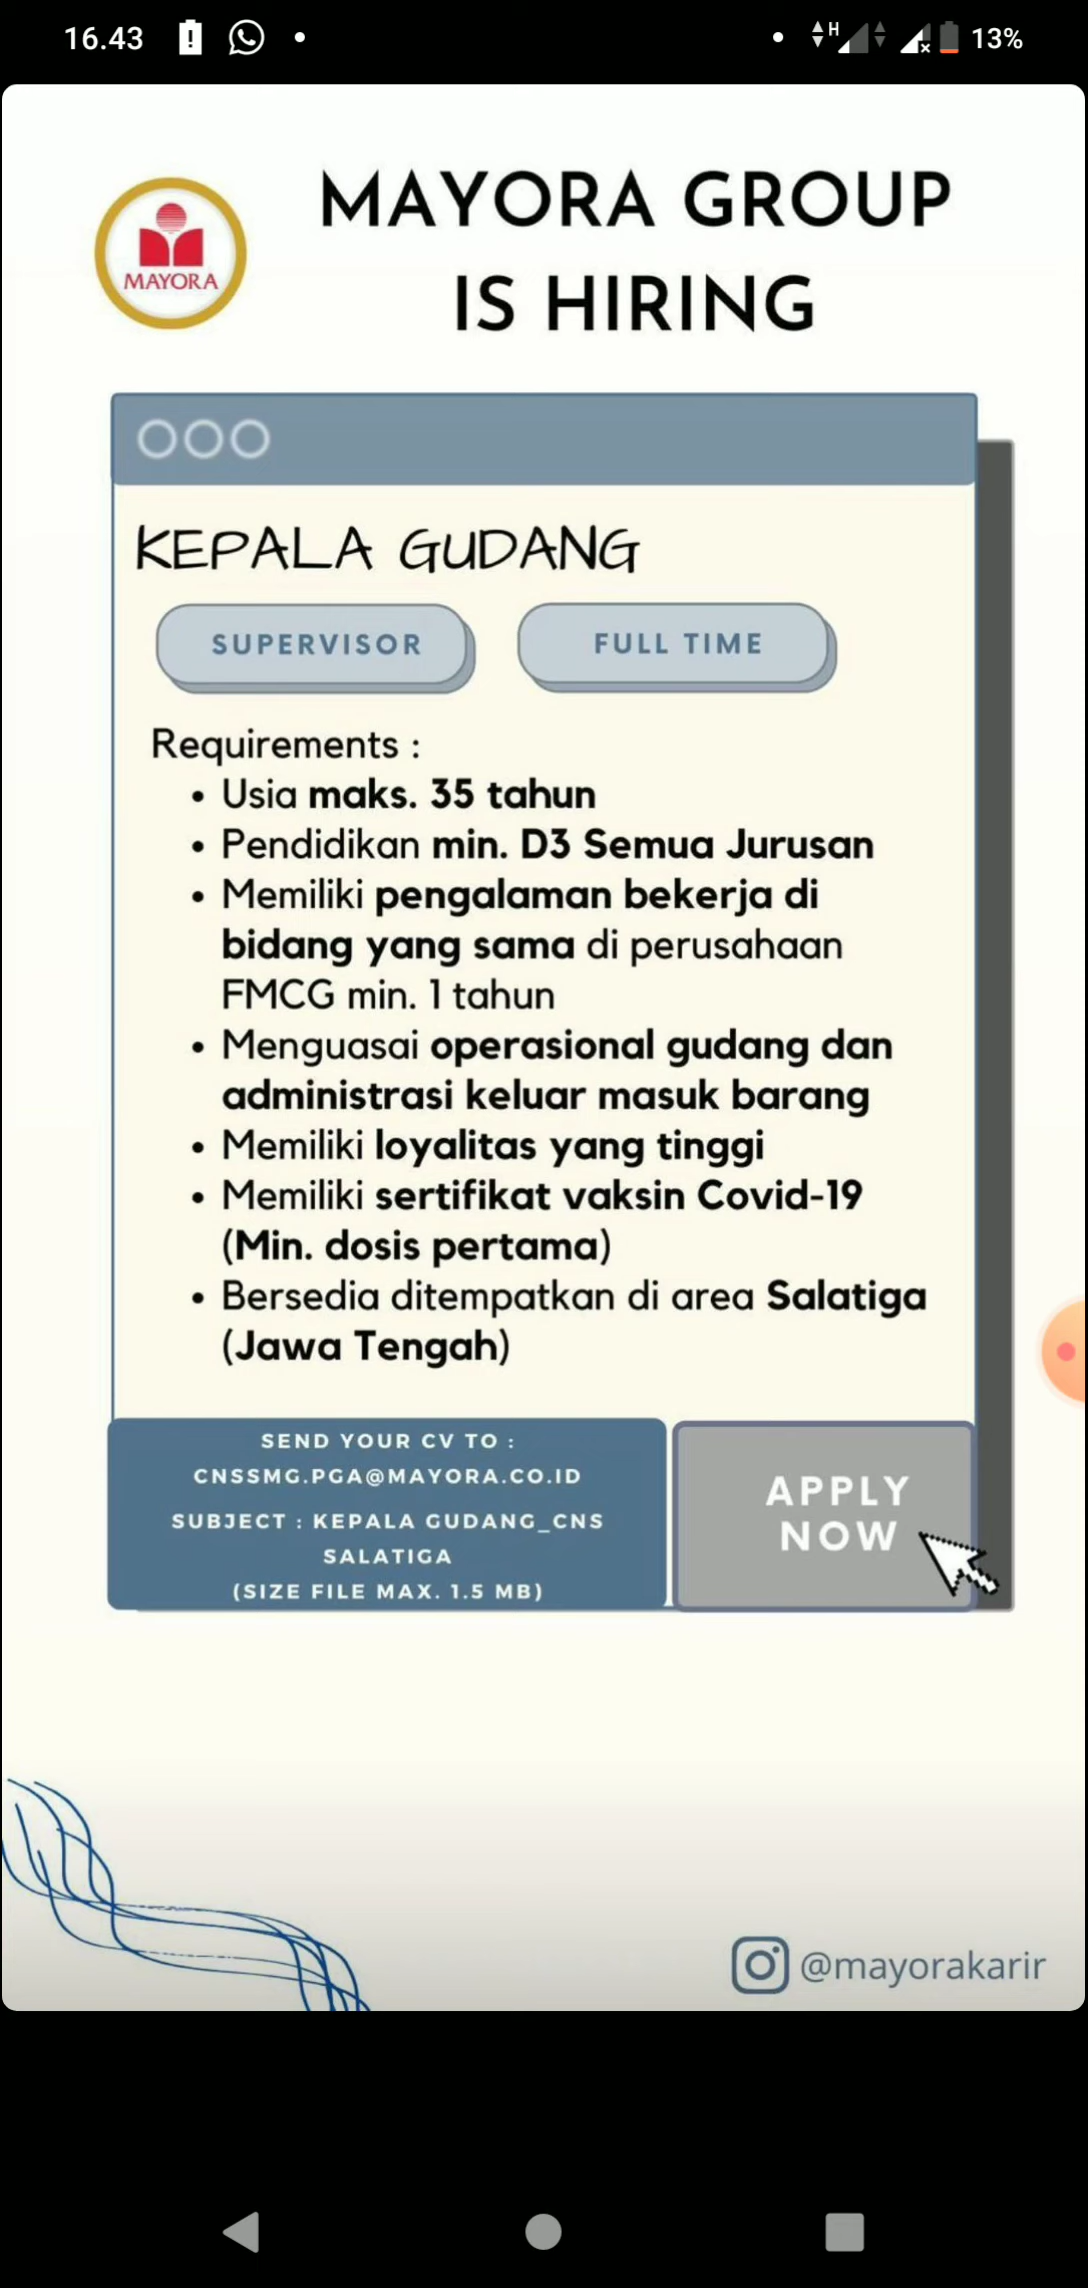 16.43
H
13%
MAYORA
MAYORA GROUP
IS HIRING
KEPALA GUDANG
SUPERVISOR
FULL TIME
Requirements :
• Usia maks. 35 tahun
• Pendidikan min. D3 Semua Jurusan
• Memiliki pengalaman bekerja di
bidang yang sama di perusahaan
FMCG min. 1 tahun
• Menguasai operasional gudang dan
administrasi keluar masuk barang
• Memiliki loyalitas yang tinggi
• Memiliki sertifikat vaksin Covid-19
(Min. dosis pertama)
• Bersedia ditempatkan di area Salatiga
(Jawa Tengah)
SEND YOUR CV TO :
CNSSMG.PGA@MAYORA.CO.ID
SUBJECT : KEPALA GUDANG_CNS
SALATIGA
(SIZE FILE MAX. 1.5 MB)
APPLY
NOW
@mayorakarir